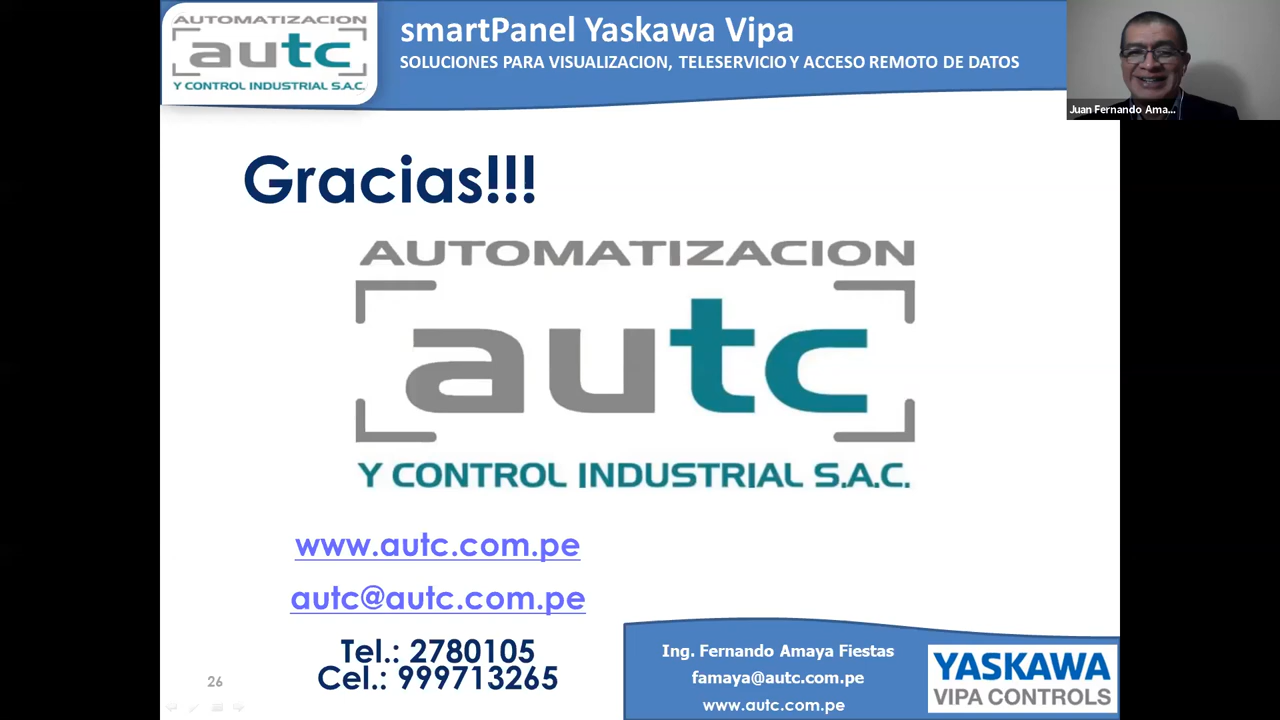 AUTOMATIZACION
autc
Y CONTROL INDUSTRIAL S.A.C.
smartPanel Yaskawa Vipa
SOLUCIONES PARA VISUALIZACION, TELESERVICIO Y ACCESO REMOTO DE DATOS
Juan Fernando Ama...
Gracias!!!
AUTOMATIZACION
autc
Y CONTROL INDUSTRIAL S.A.C.
www.autc.com.pe
autc@autc.com.pe
Tel.: 2780105
Cel.: 999713265
26
Ing. Fernando Amaya Fiestas
famaya@autc.com.pe
www.autc.com.pe
YASKAWA
VIPA CONTROLS